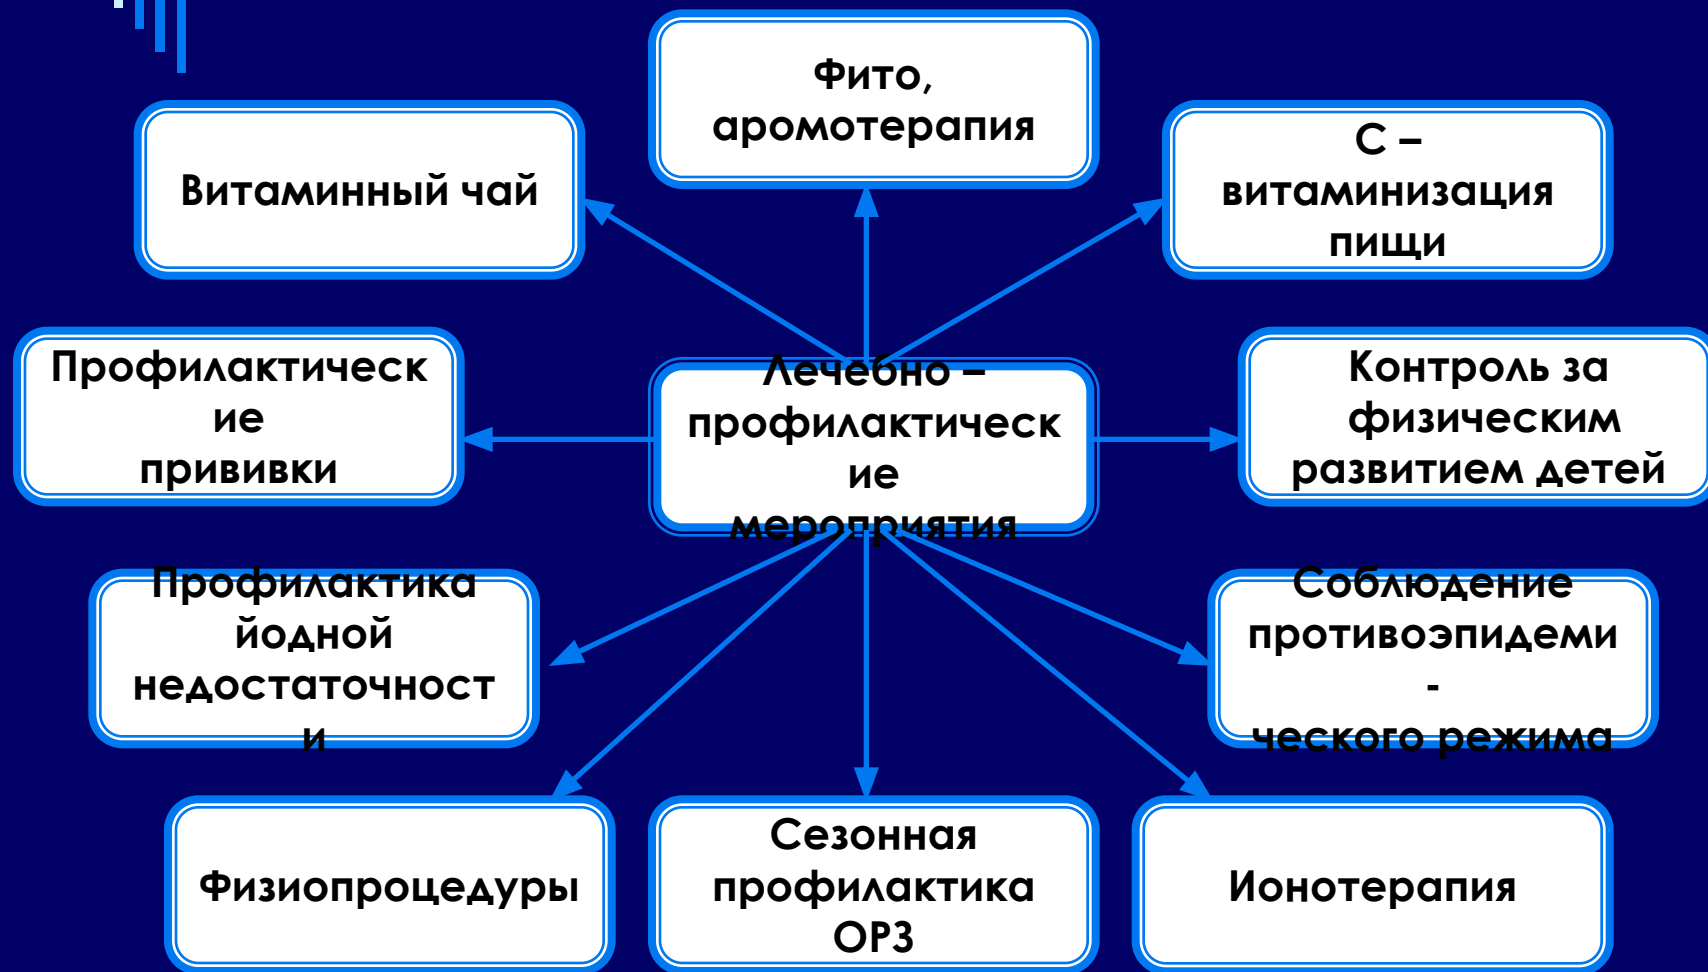 Фито,
аромотерапия
Витаминный чай
С –
витаминизация
пищи
Профилактическ
ие
прививки
Лечебно –
профилактическ
ие
мероприятия
Контроль за
физическим
развитием детей
Профилактика
йодной
недостаточност
и
Соблюдение
противоэпидеми
-
ческого режима
Физиопроцедуры
Сезонная
профилактика
ОРЗ
Ионотерапия